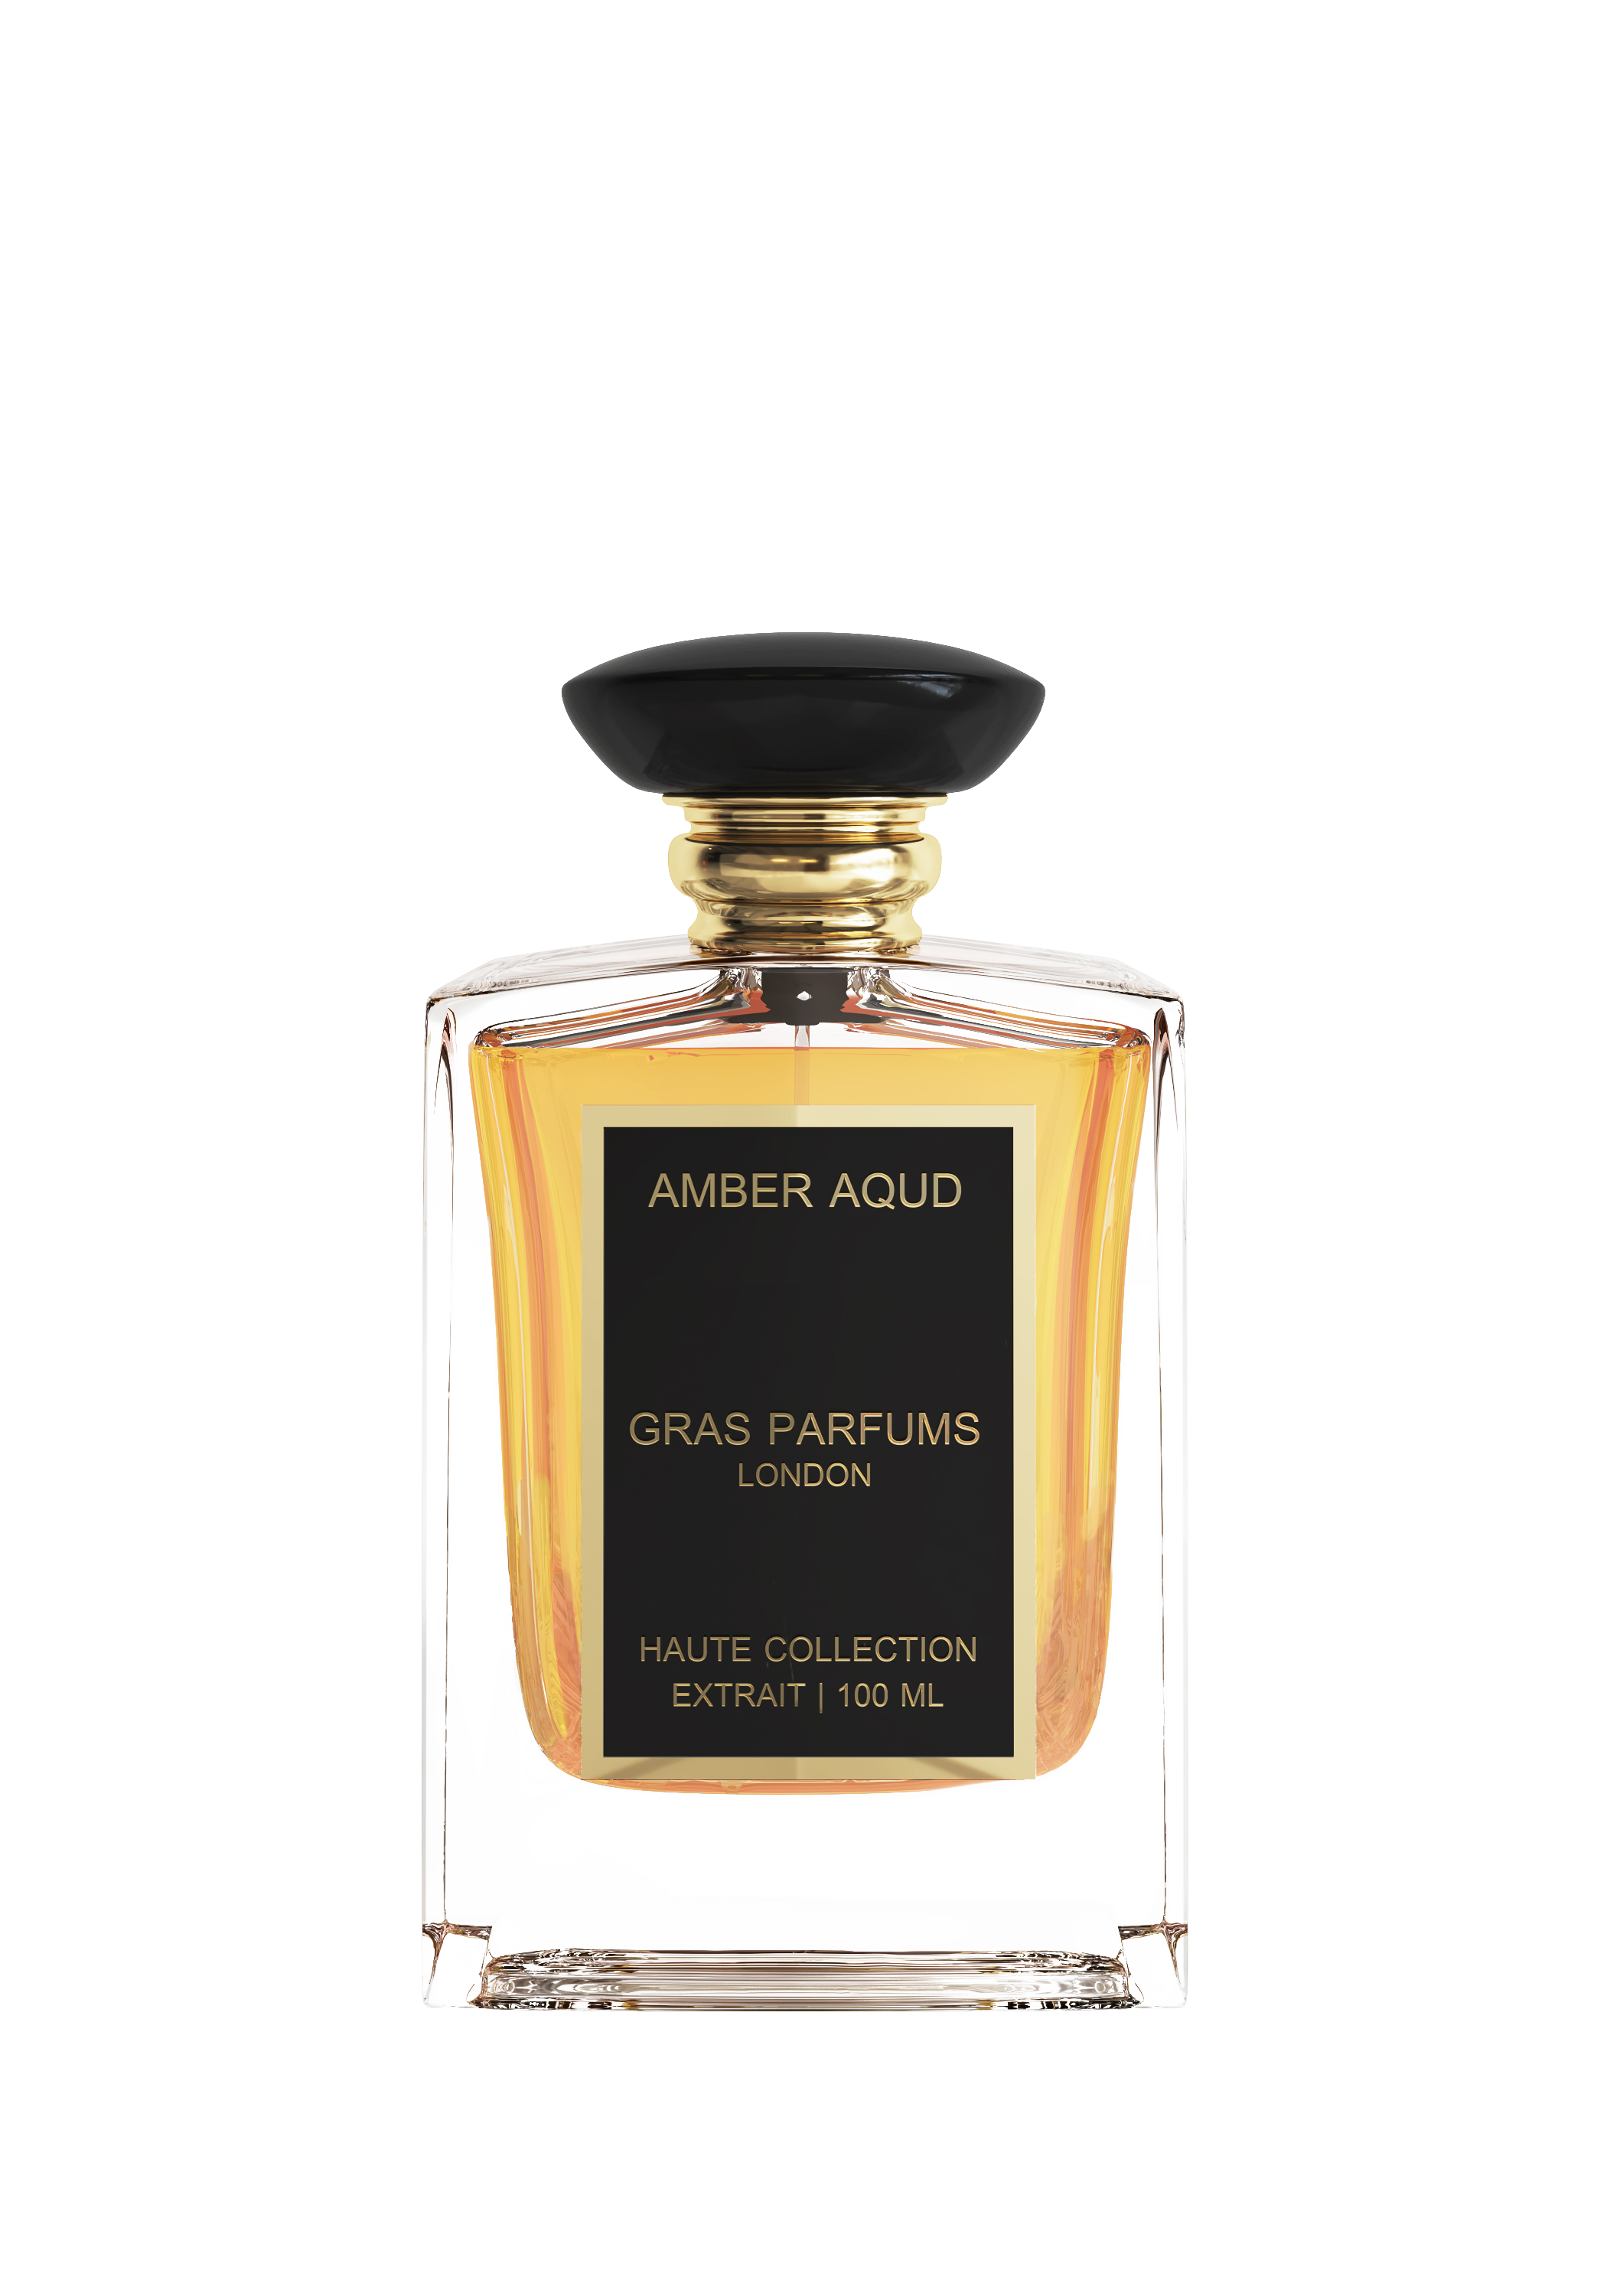 AMBER AQUD
GRAS PARFUMS
LONDON
HAUTE COLLECTION
EXTRAIT | 100 ML